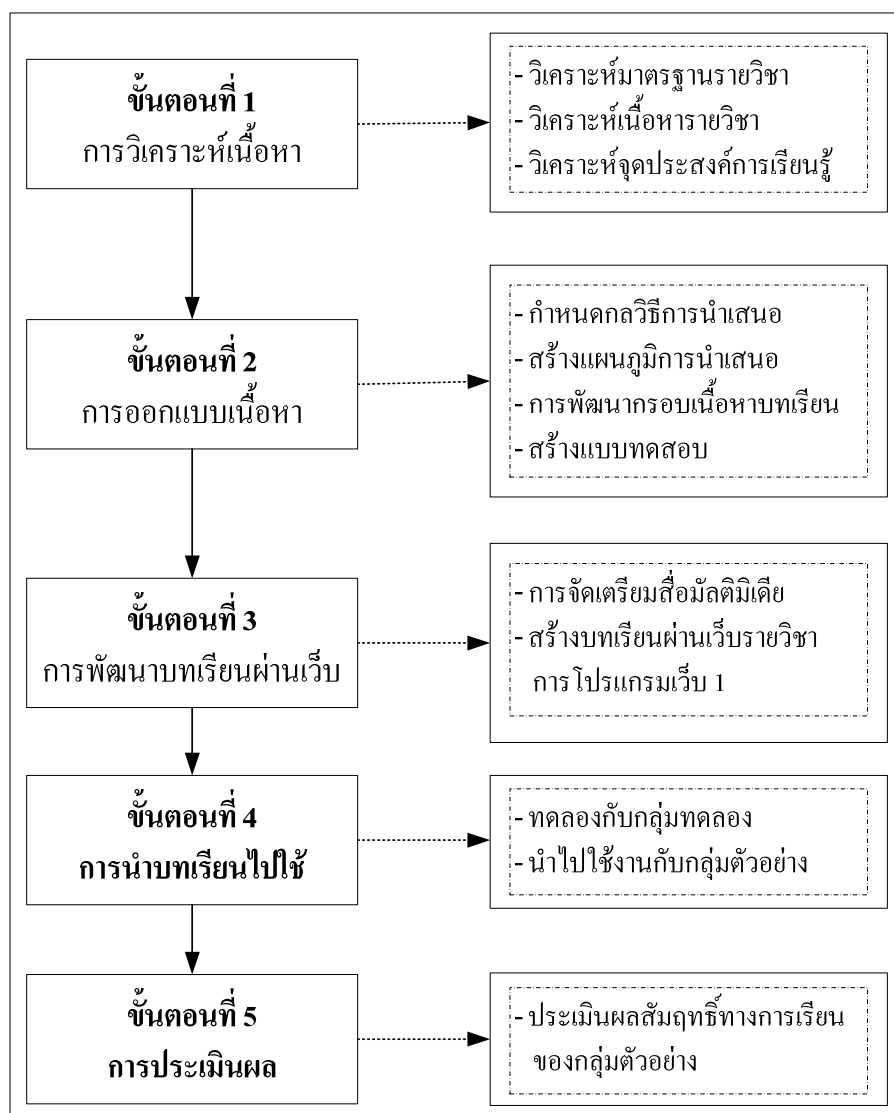 ขั้นตอนที่ 1
การวิเคราะห์เนื้อหา
- วิเคราะห์มาตรฐานรายวิชา
- วิเคราะห์เนื้อหารายวิชา
- วิเคราะห์จุดประสงค์การเรียนรู้
ขั้นตอนที่ 2
การออกแบบเนื้อหา
- กำหนดกลวิธีการนำเสนอ
- สร้างแผนภูมิการนำเสนอ
- การพัฒนากรอบเนื้อหาบทเรียน
- สร้างแบบทดสอบ
ขั้นตอนที่ 3
การพัฒนาบทเรียนผ่านเว็บ
- การจัดเตรียมสื่อมัลติมิเดีย
- สร้างบทเรียนผ่านเว็บรายวิชา
การโปรแกรมเว็บ 1
ขั้นตอนที่ 4
การนำบทเรียนไปใช้
- ทดลองกับกลุ่มทดลอง
- นำไปใช้งานกับกลุ่มตัวอย่าง
ขั้นตอนที่ 5
การประเมินผล
- ประเมินผลสัมฤทธิ์ทางการเรียน
ของกลุ่มตัวอย่าง